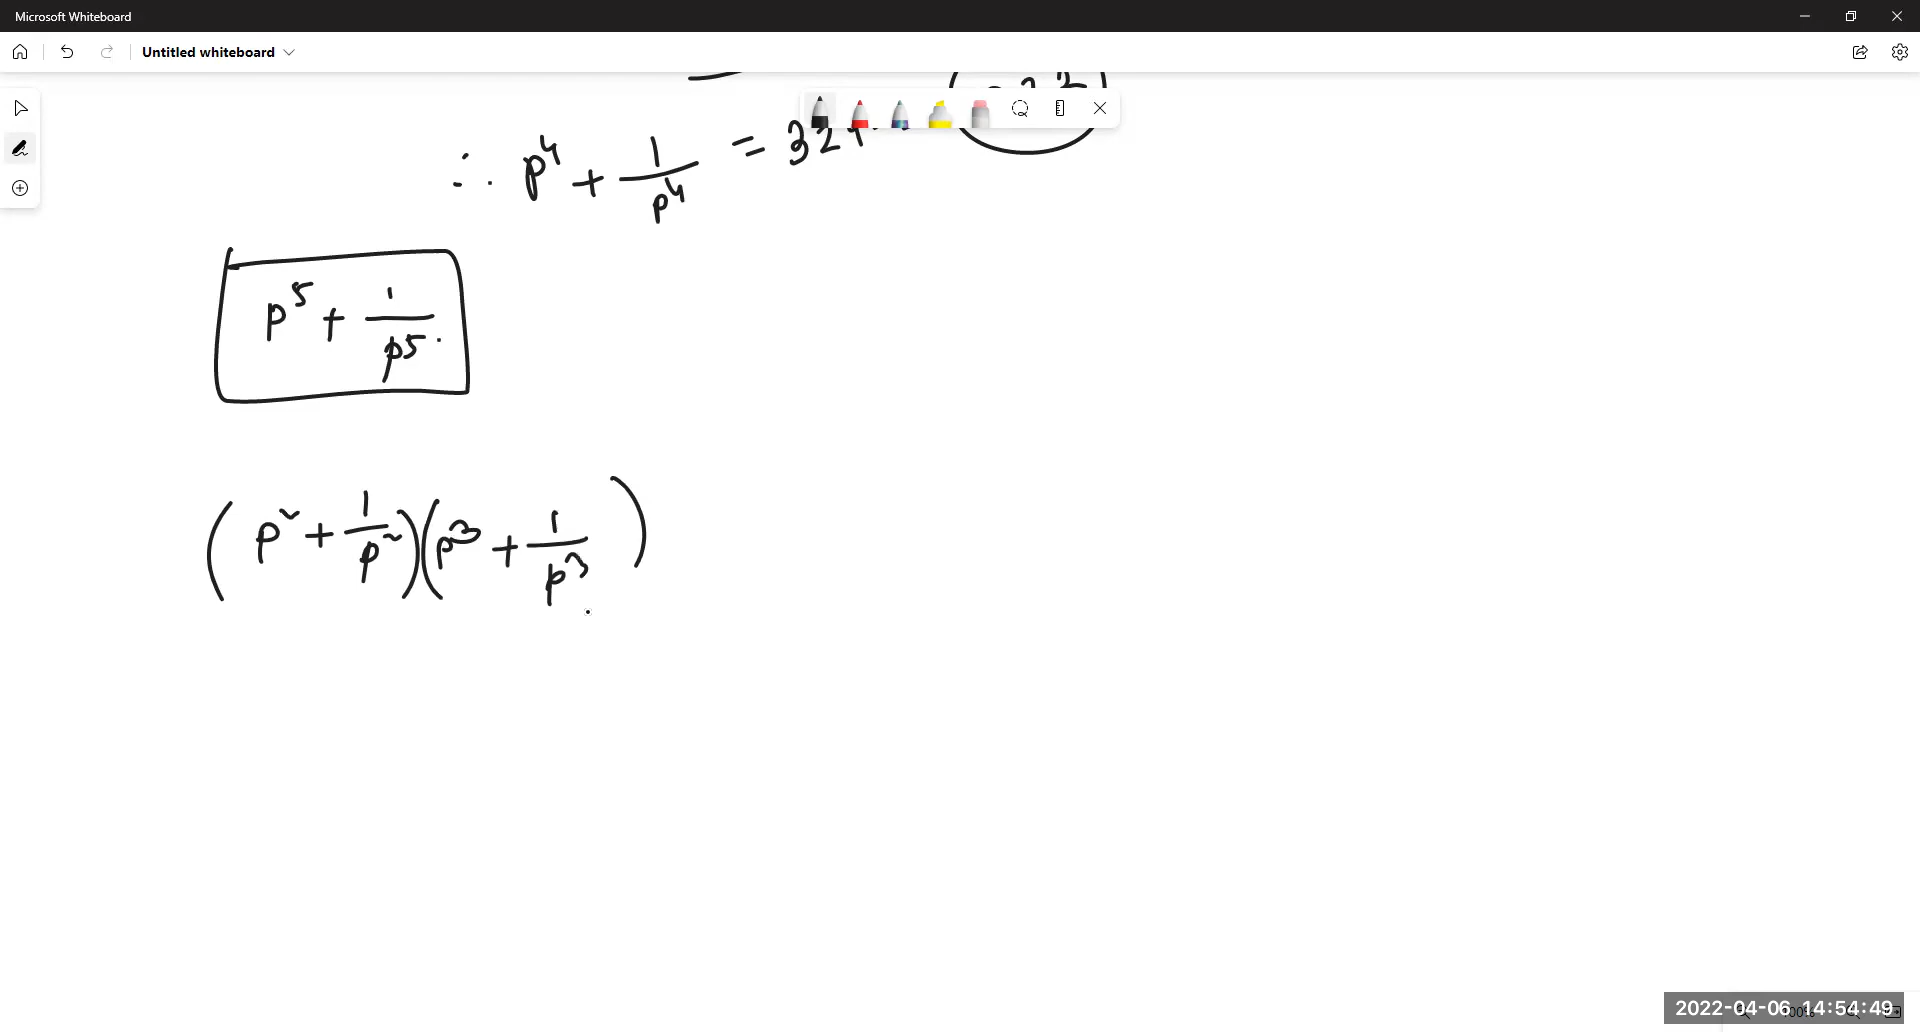 Microsoft Whiteboard
Untitled whiteboard
∴ p⁴ + 1/p⁴ = 324
p⁵ + 1/p⁵.
(p² + 1/p²)(p³ + 1/p³)
2022-04-06 14:54:49